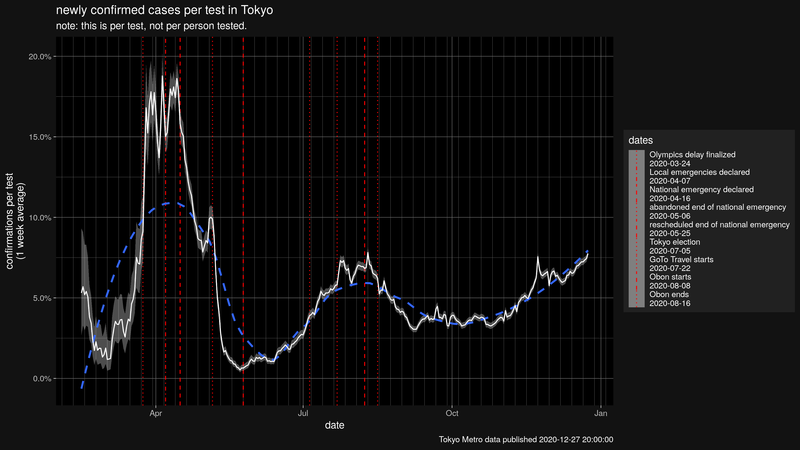 newly confirmed cases per test in Tokyo
note: this is per test, not per person tested.
20.0%
15.0%
10.0%
5.0%
0.0%
confirmations per test
(1 week average)
Apr
Jul
Oct
Jan
date
dates
Olympics delay finalized
2020-03-24
Local emergencies declared
2020-04-07
National emergency declared
2020-04-16
abandoned end of national emergency
2020-05-06
rescheduled end of national emergency
2020-05-25
Tokyo election
2020-07-05
GoTo Travel starts
2020-07-22
Obon starts
2020-08-08
Obon ends
2020-08-16
Tokyo Metro data published 2020-12-27 20:00:00